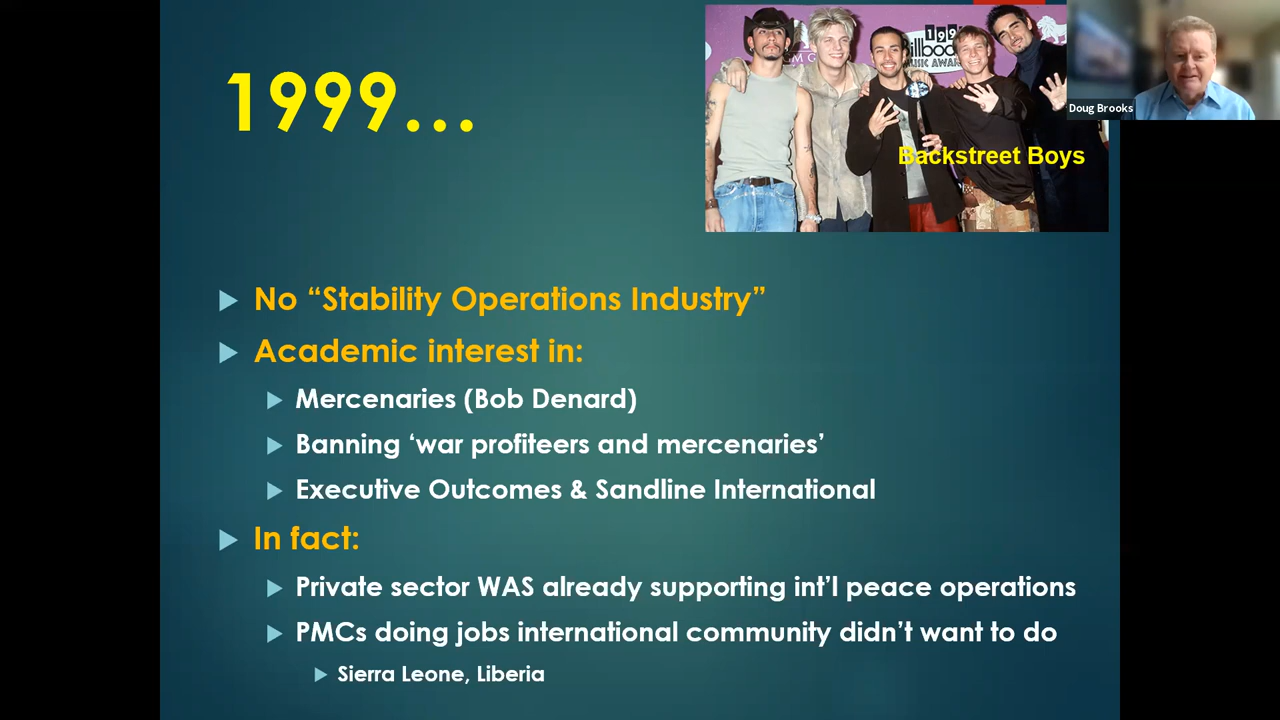 1999…
Backstreet Boys
Doug Brooks
No “Stability Operations Industry”
Academic interest in:
Mercenaries (Bob Denard)
Banning ‘war profiteers and mercenaries’
Executive Outcomes & Sandline International
In fact:
Private sector WAS already supporting int’l peace operations
PMCs doing jobs international community didn’t want to do
Sierra Leone, Liberia